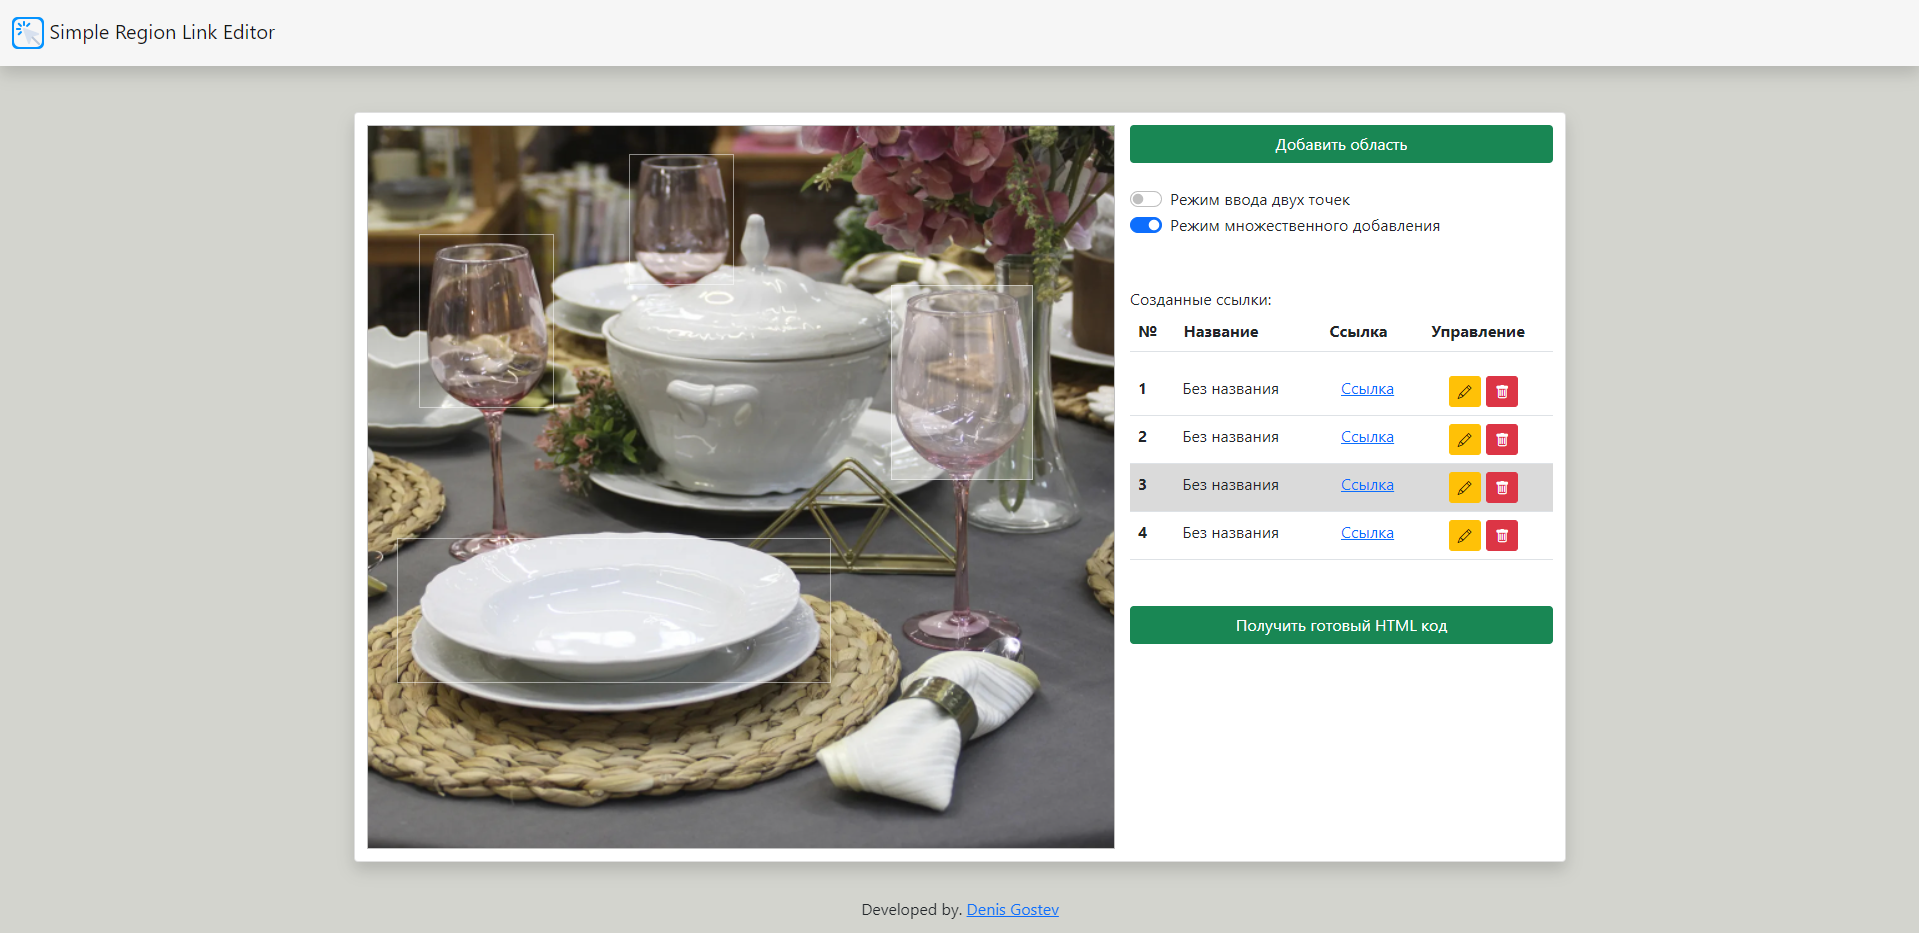 Simple Region Link Editor
Добавить область
Режим ввода двух точек
Режим множественного добавления
Созданные ссылки:
№ Название Ссылка Управление
1 Без названия Ссылка
2 Без названия Ссылка
3 Без названия Ссылка
4 Без названия Ссылка
Получить готовый HTML код
Developed by. Denis Gostev